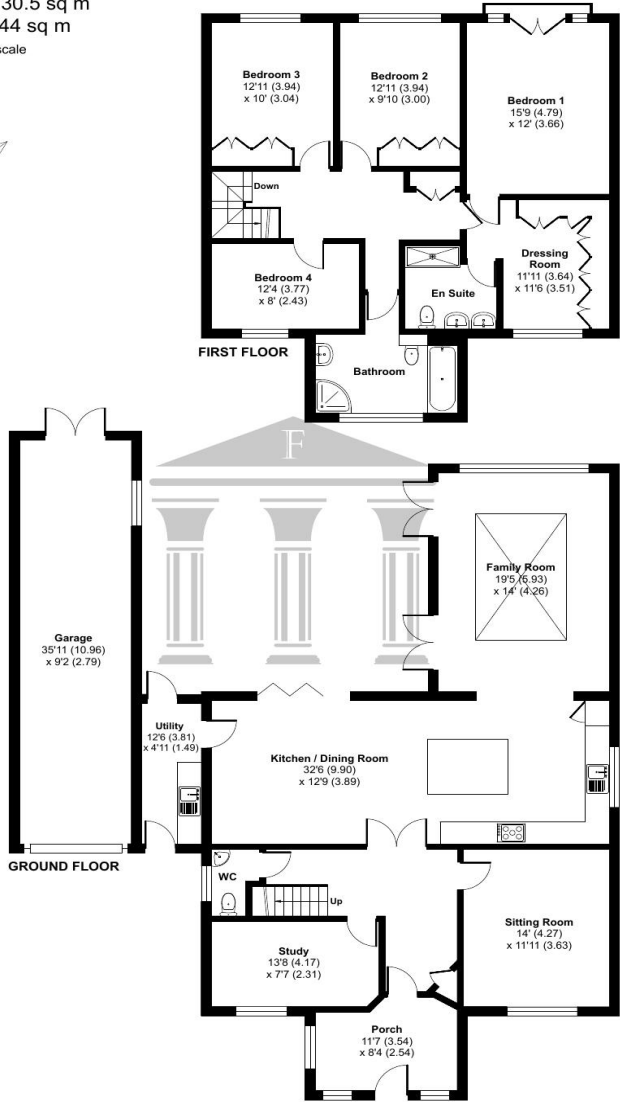 30.5 sq m
44 sq m
scale
Bedroom 3
12'11 (3.94)
x 10' (3.04)
Bedroom 2
12'11 (3.94)
x 9'10 (3.00)
Bedroom 1
15'9 (4.79)
x 12' (3.66)
Down
Bedroom 4
12'4 (3.77)
x 8' (2.43)
En Suite
Dressing
Room
11'11 (3.64)
x 11'6 (3.51)
FIRST FLOOR
Bathroom
F
Family Room
19'5 (5.93)
x 14' (4.26)
Garage
35'11 (10.96)
x 9'2 (2.79)
Utility
12'6 (3.81)
x 4'11 (1.49)
Kitchen / Dining Room
32'6 (9.90)
x 12'9 (3.89)
GROUND FLOOR
WC
Up
Sitting Room
14' (4.27)
x 11'11 (3.63)
Study
13'8 (4.17)
x 7'7 (2.31)
Porch
11'7 (3.54)
x 8'4 (2.54)